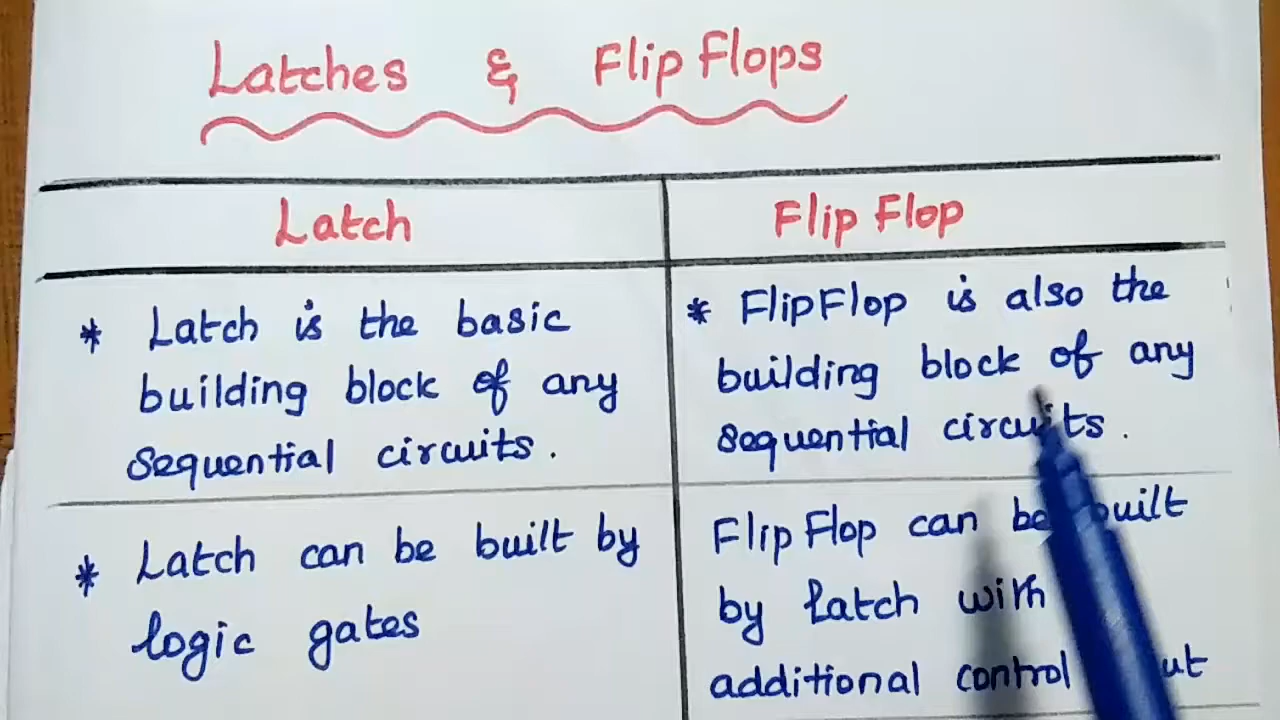 Latches & Flip Flops
Latch
Flip Flop
* Latch is the basic
building block of any
sequential circuits.
* FlipFlop is also the
building block of any
sequential circuits.
* Latch can be built by
logic gates
Flip Flop can be built
by latch with
additional control